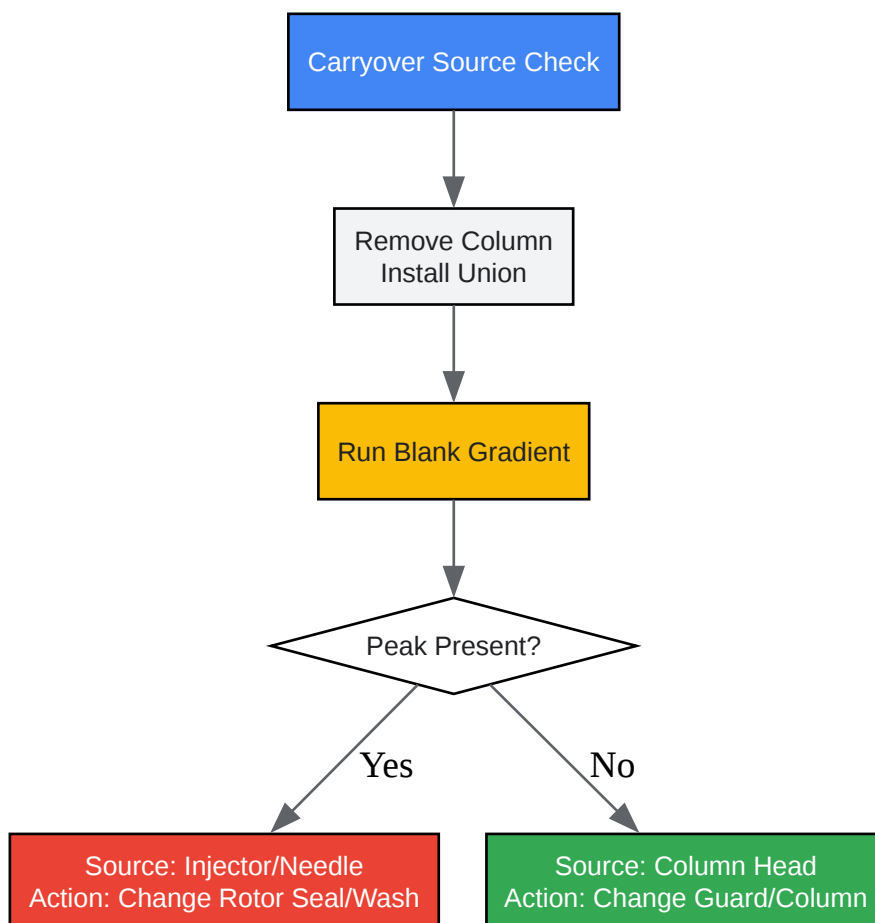 Carryover Source Check
Remove Column
Install Union
Run Blank Gradient
Peak Present?
Yes
No
Source: Injector/Needle
Action: Change Rotor Seal/Wash
Source: Column Head
Action: Change Guard/Column